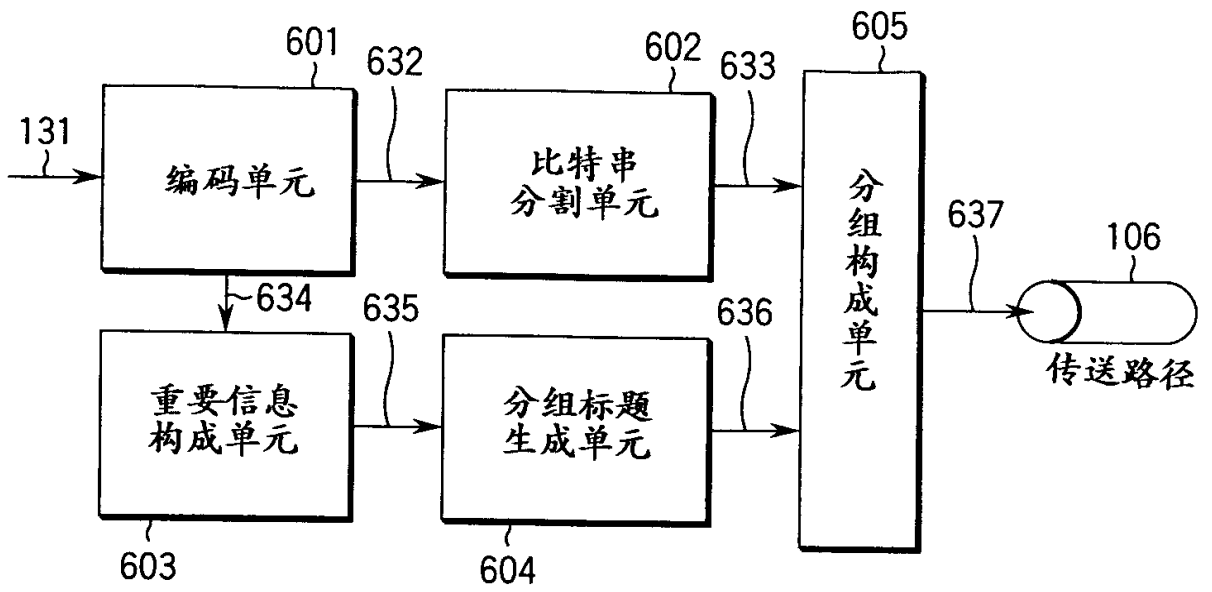 601
632
602
633
605
131
编码单元
比特串
分割单元
分组构成单元
637
106
634
635
636
传送路径
重要信息
构成单元
分组标题
生成单元
603
604